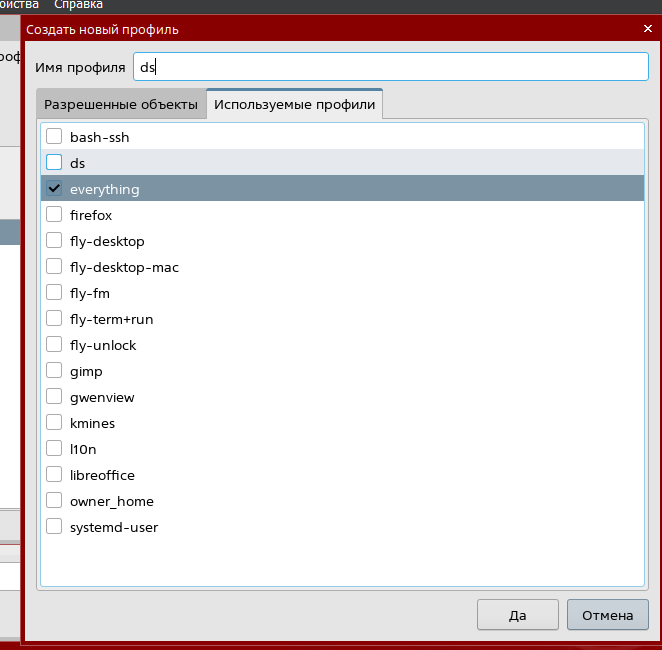 Справка
Создать новый профиль
Имя профиля ds
Разрешенные объекты Используемые профили
bash-ssh
ds
everything
firefox
fly-desktop
fly-desktop-mac
fly-fm
fly-term+run
fly-unlock
gimp
gwenview
kmines
l10n
libreoffice
owner_home
systemd-user
Да Отмена